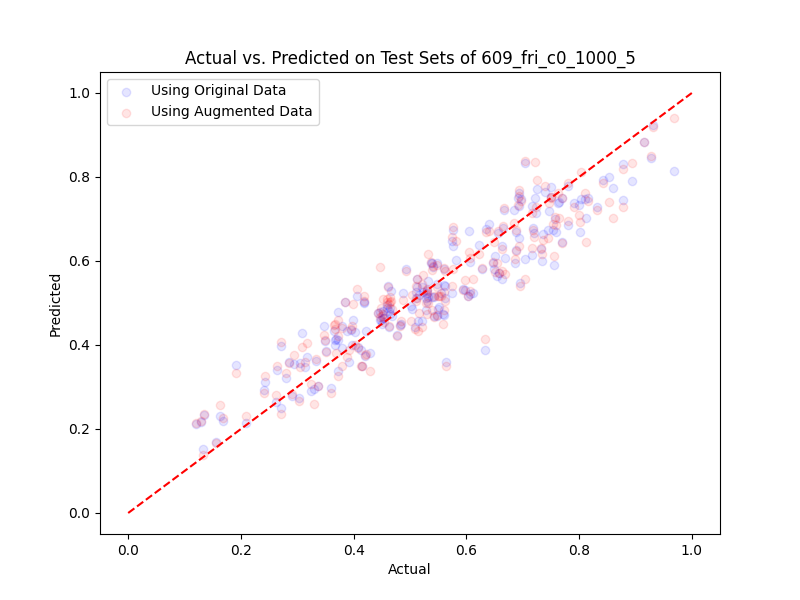 Actual vs. Predicted on Test Sets of 609_fri_c0_1000_5
Using Original Data
Using Augmented Data
1.0
0.8
0.6
0.4
0.2
0.0
Predicted
0.0 0.2 0.4 0.6 0.8 1.0
Actual